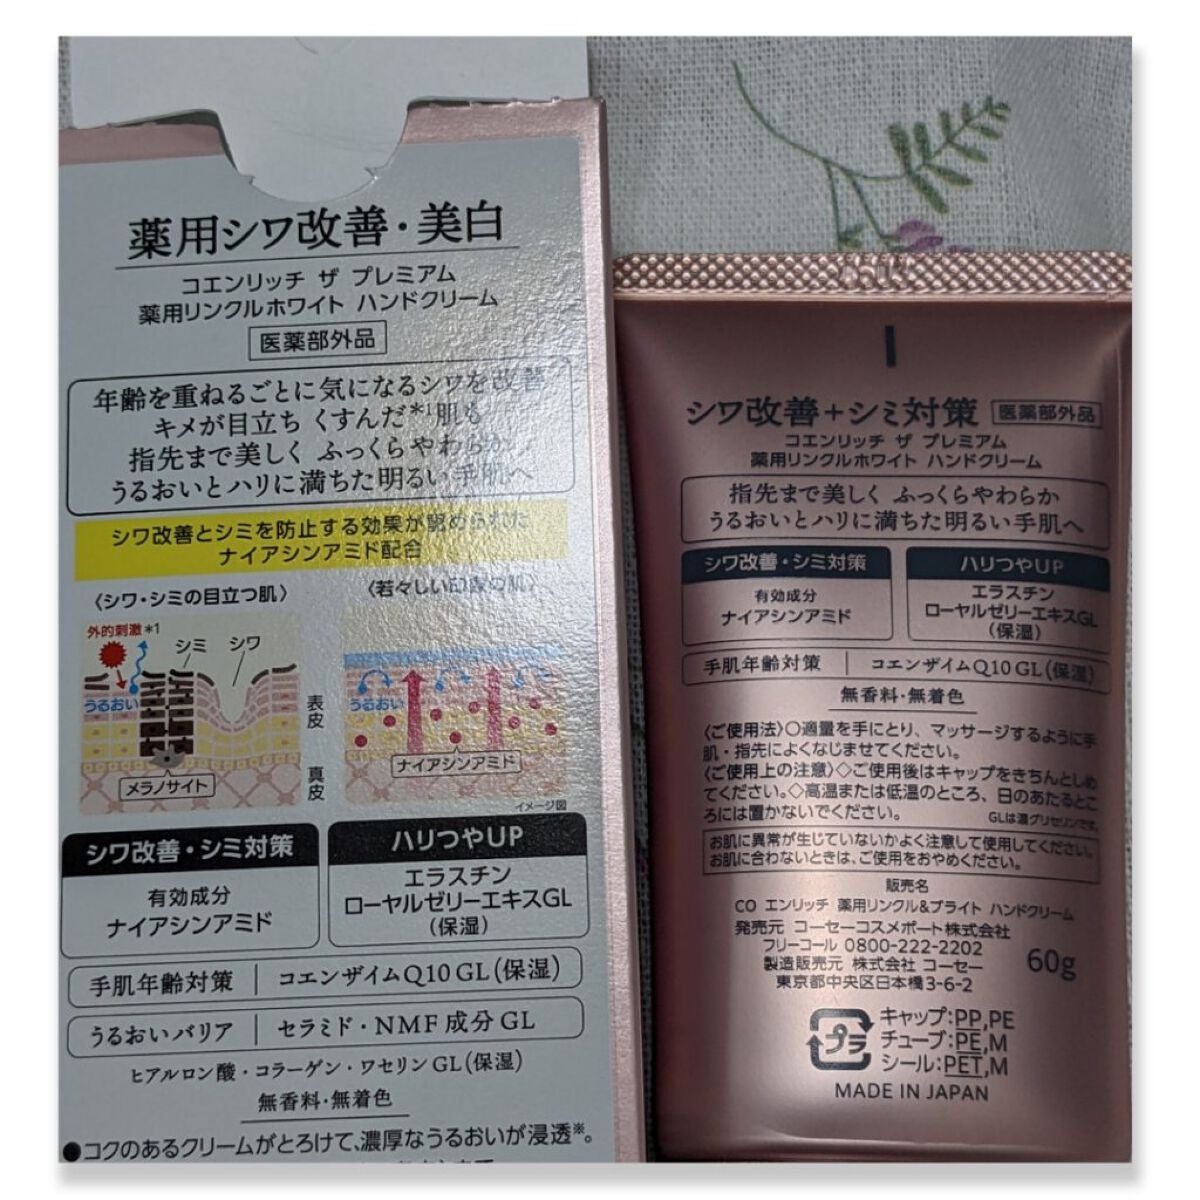 薬用シワ改善・美白
コエンリッチ ザ プレミアム
薬用リンクルホワイト ハンドクリーム
医薬部外品
年齢を重ねるごとに気になるシワを改善
キメが目立ち くすんだ*¹肌も
指先まで美しく ふっくらやわらか
うるおいとハリに満ちた明るい手肌へ
シワ改善とシミを防止する効果が認められた
ナイアシンアミド配合
〈シワ・シミの目立つ肌〉
〈若々しい印象の肌〉
外的刺激*1
シミ
シワ
うるおい
うるおい
表皮
真皮
メラノサイト
ナイアシンアミド
イメージ図
シワ改善・シミ対策
有効成分
ナイアシンアミド
ハリつやUP
エラスチン
ローヤルゼリーエキスGL
(保湿)
手肌年齢対策 コエンザイムQ10 GL(保湿)
うるおいバリア セラミド・NMF成分GL
ヒアルロン酸・コラーゲン・ワセリンGL(保湿)
無香料・無着色
●コクのあるクリームがとろけて、濃厚なうるおいが浸透※。
シワ改善+シミ対策 医薬部外品
コエンリッチ ザ プレミアム
薬用リンクルホワイト ハンドクリーム
指先まで美しく ふっくらやわらか
うるおいとハリに満ちた明るい手肌へ
シワ改善・シミ対策
有効成分
ナイアシンアミド
ハリつやUP
エラスチン
ローヤルゼリーエキスGL
(保湿)
手肌年齢対策 コエンザイムQ10 GL(保湿)
無香料・無着色
〈ご使用法〉○適量を手にとり、マッサージするように手
肌・指先によくなじませてください。
〈ご使用上の注意〉◇ご使用後はキャップをきちんとしめ
てください。◇高温または低温のところ、日のあたるとこ
ろには置かないでください。
GLは濃グリセリンです。
お肌に異常が生じていないかよく注意して使用してください。
お肌に合わないときは、ご使用をおやめください。
販売名
CO エンリッチ 薬用リンクル&ブライト ハンドクリーム
発売元 コーセーコスメポート株式会社
フリーコール 0800-222-2202
製造販売元 株式会社 コーセー
東京都中央区日本橋3-6-2
60g
プラ
キャップ:PP,PE
チューブ:PE,M
シール:PET,M
MADE IN JAPAN